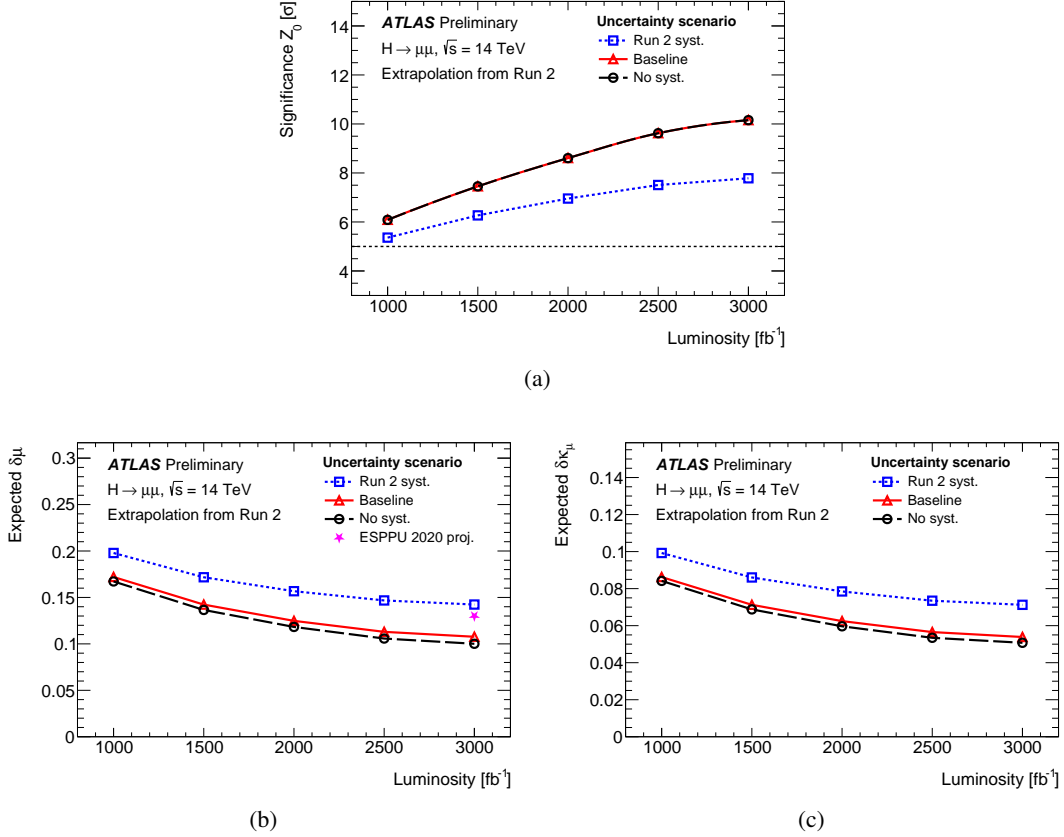 Significance Z₀ [σ]
14
12
10
8
6
4
ATLAS Preliminary
H→μμ, √s = 14 TeV
Extrapolation from Run 2
Uncertainty scenario
Run 2 syst.
Baseline
No syst.
1000 1500 2000 2500 3000
Luminosity [fb⁻¹]
(a)
Expected δμ
0.3
0.25
0.2
0.15
0.1
0.05
0
ATLAS Preliminary
H→μμ, √s = 14 TeV
Extrapolation from Run 2
Uncertainty scenario
Run 2 syst.
Baseline
No syst.
ESPPU 2020 proj.
1000 1500 2000 2500 3000
Luminosity [fb⁻¹]
(b)
Expected δκμ
0.14
0.12
0.1
0.08
0.06
0.04
0.02
0
ATLAS Preliminary
H→μμ, √s = 14 TeV
Extrapolation from Run 2
Uncertainty scenario
Run 2 syst.
Baseline
No syst.
1000 1500 2000 2500 3000
Luminosity [fb⁻¹]
(c)